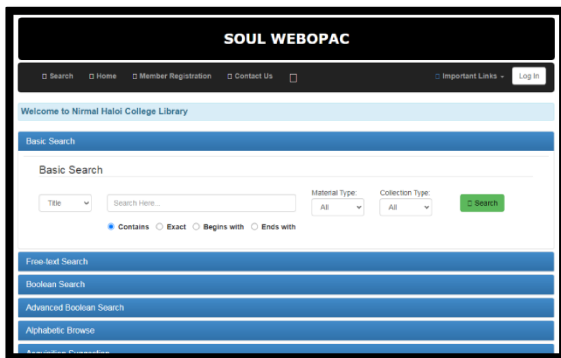 SOUL WEBOPAC
Search Home Member Registration Contact Us Important Links Log In
Welcome to Nirmal Haloi College Library
Basic Search
Basic Search
Material Type: Collection Type:
Title Search Here... All All Search
Contains Exact Begins with Ends with
Free-text Search
Boolean Search
Advanced Boolean Search
Alphabetic Browse
Acquisition Suggestion